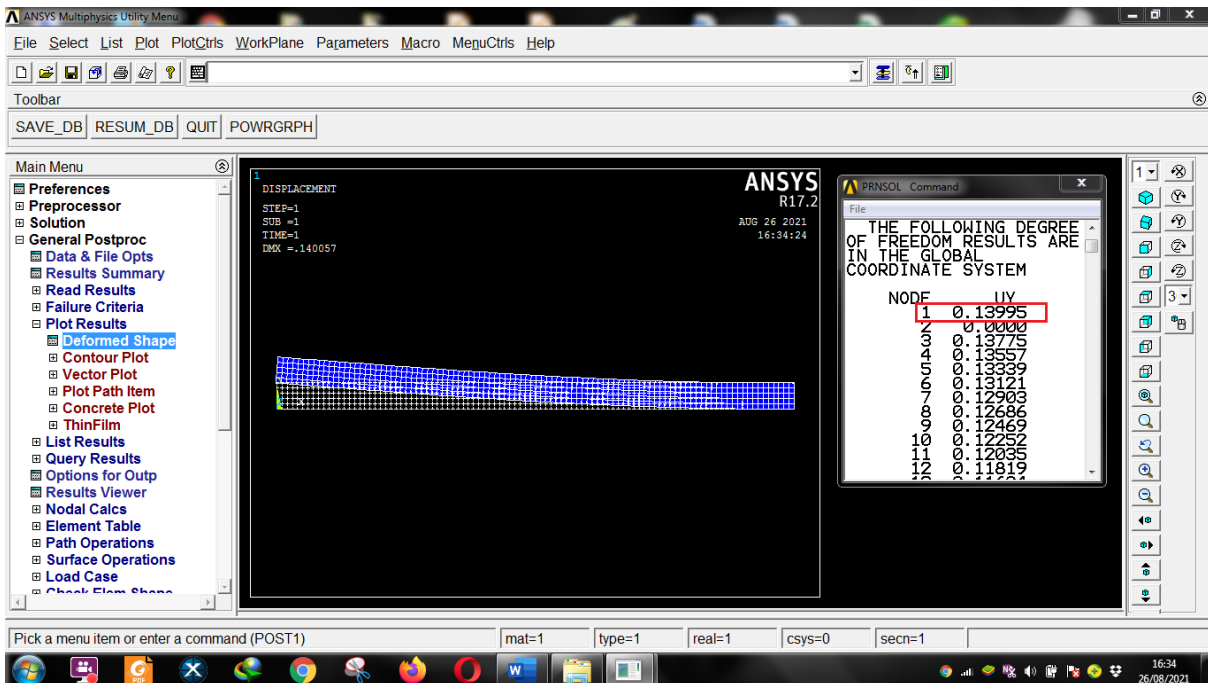 ANSYS Multiphysics Utility Menu
File Select List Plot PlotCtrls WorkPlane Parameters Macro MenuCtrls Help
Toolbar
SAVE_DB RESUM_DB QUIT POWRGRPH
Main Menu
Preferences
Preprocessor
Solution
General Postproc
Data & File Opts
Results Summary
Read Results
Failure Criteria
Plot Results
Deformed Shape
Contour Plot
Vector Plot
Plot Path Item
Concrete Plot
ThinFilm
List Results
Query Results
Options for Outp
Results Viewer
Nodal Calcs
Element Table
Path Operations
Surface Operations
Load Case
Check Elem Shape
1
DISPLACEMENT
STEP=1
SUB =1
TIME=1
DMX =.140057
ANSYS
R17.2
AUG 26 2021
16:34:24
X
PRNSOL Command
File
THE FOLLOWING DEGREE
OF FREEDOM RESULTS ARE
IN THE GLOBAL
COORDINATE SYSTEM
NODE UY
1 0.13995
2 0.0000
3 0.13775
4 0.13557
5 0.13339
6 0.13121
7 0.12903
8 0.12686
9 0.12469
10 0.12252
11 0.12035
12 0.11819
1
3
Pick a menu item or enter a command (POST1) mat=1 type=1 real=1 csys=0 secn=1
16:34
26/08/2021